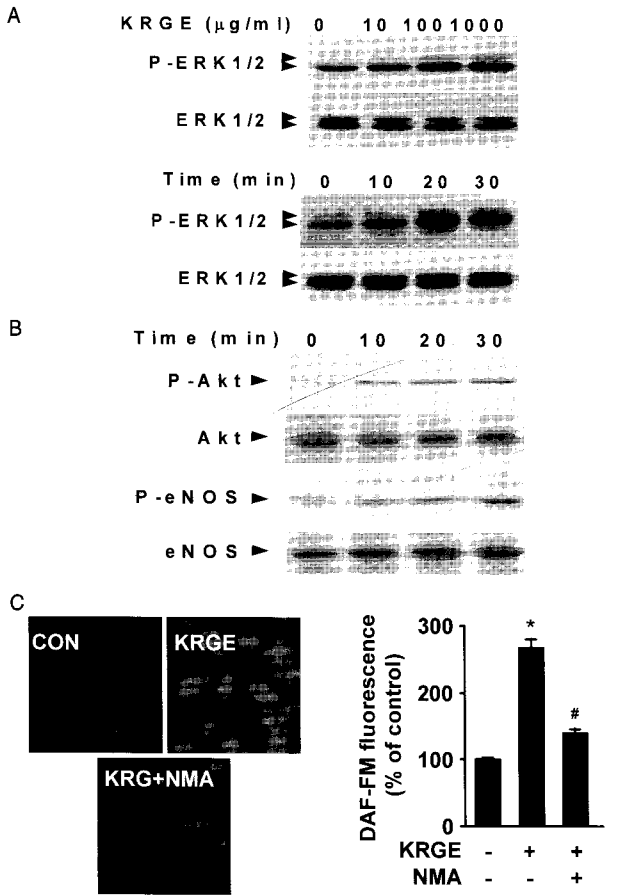 A
KRGE (μg/ml) 0 10 100 1000
P-ERK1/2
ERK1/2
Time (min) 0 10 20 30
P-ERK1/2
ERK1/2
B
Time (min) 0 10 20 30
P-Akt
Akt
P-eNOS
eNOS
C
CON
KRGE
KRG+NMA
DAF-FM fluorescence
(% of control)
300
200
100
0
*
#
KRGE - + +
NMA - - +